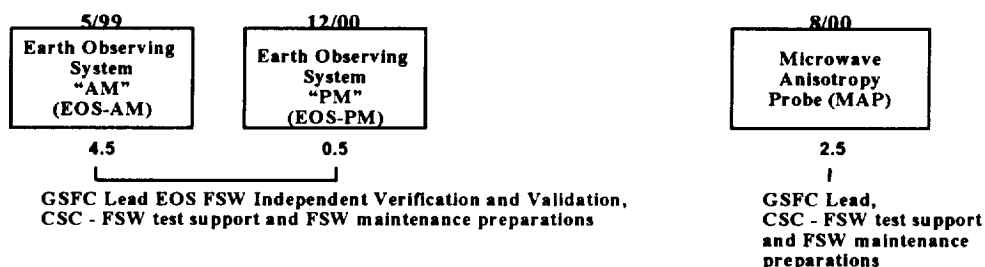 5/99
12/00
8/00
Earth Observing
System
“AM”
(EOS-AM)
Earth Observing
System
“PM”
(EOS-PM)
Microwave
Anisotropy
Probe (MAP)
4.5
0.5
2.5
GSFC Lead EOS FSW Independent Verification and Validation,
CSC - FSW test support and FSW maintenance preparations
GSFC Lead,
CSC - FSW test support
and FSW maintenance
preparations